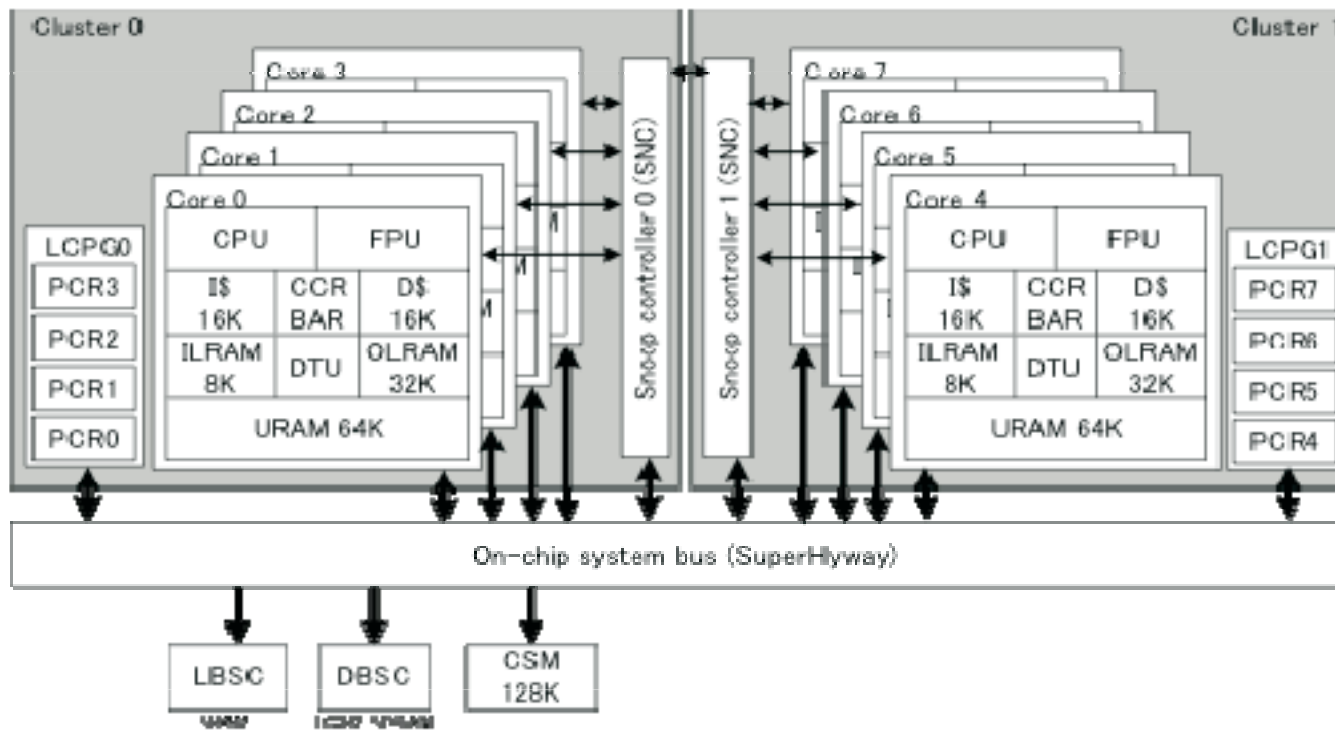 Cluster 0
Cluster 1
Core 3
Core 2
Core 1
Core 0
CPU
FPU
I$
16K
CCR
BAR
D$
16K
ILRAM
8K
DTU
OLRAM
32K
URAM 64K
LCPG0
PCR3
PCR2
PCR1
PCR0
Snoop controller 0 (SNC)
Snoop controller 1 (SNC)
Core 7
Core 6
Core 5
Core 4
CPU
FPU
I$
16K
CCR
BAR
D$
16K
ILRAM
8K
DTU
OLRAM
32K
URAM 64K
LCPG1
PCR7
PCR6
PCR5
PCR4
On-chip system bus (SuperHyway)
LBSC
DBSC
CSM
128K